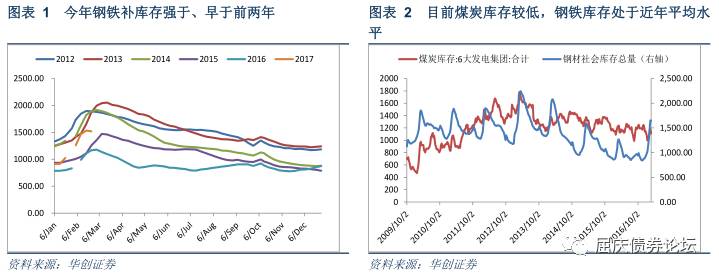 图表 1 今年钢铁补库存强于、早于前两年
2012 2013 2014 2015 2016 2017
2500.00
2000.00
1500.00
1000.00
500.00
0.00
6/Jan 6/Feb 6/Mar 6/Apr 6/May 6/Jun 6/Jul 6/Aug 6/Sep 6/Oct 6/Nov 6/Dec
资料来源：华创证券
图表 2 目前煤炭库存较低，钢铁库存处于近年平均水
平
煤炭库存:6大发电集团:合计 钢材社会库存总量（右轴）
2000
1800
1600
1400
1200
1000
800
600
400
200
0
2,500.00
2,000.00
1,500.00
1,000.00
500.00
0.00
2009/10/2 2010/10/2 2011/10/2 2012/10/2 2013/10/2 2014/10/2 2015/10/2 2016/10/2
资料来源：华创证券
屈庆债券论坛